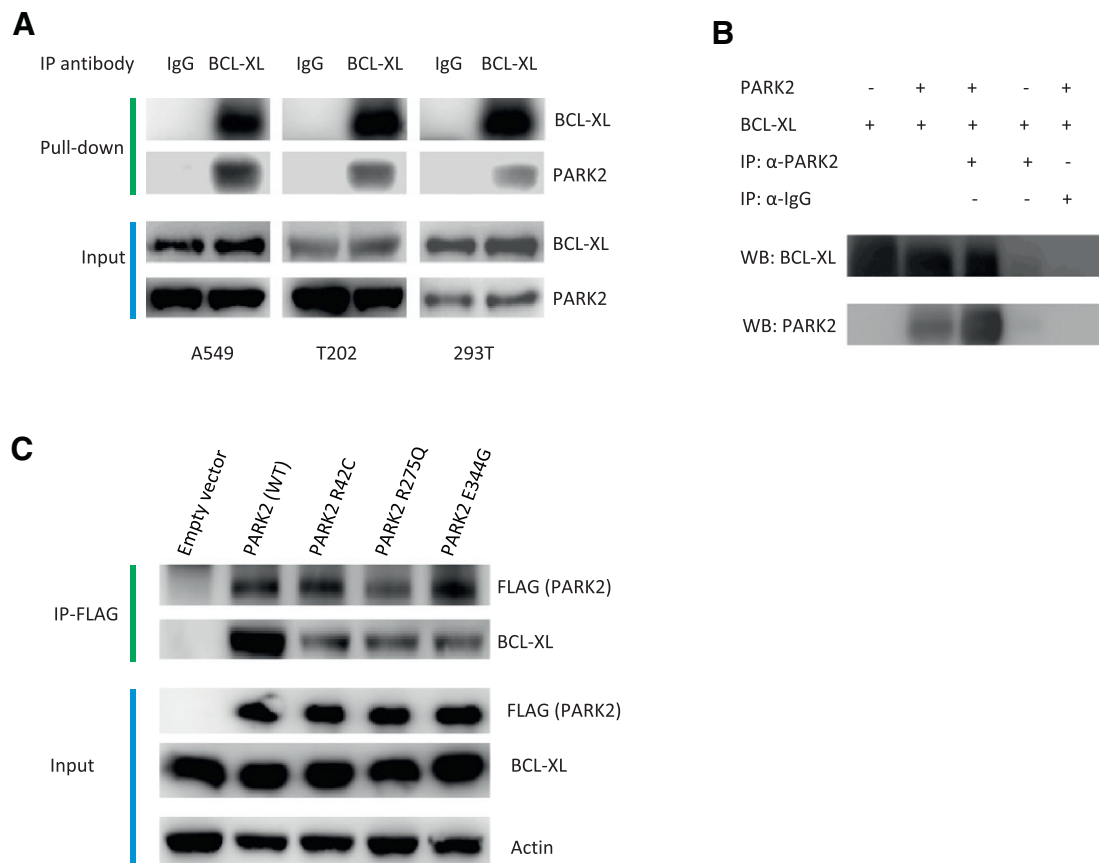 A
IP antibody IgG BCL-XL IgG BCL-XL IgG BCL-XL
Pull-down
BCL-XL
PARK2
Input
BCL-XL
PARK2
A549 T202 293T
B
PARK2 - + + - +
BCL-XL + + + + +
IP: α-PARK2 + + -
IP: α-IgG - - +
WB: BCL-XL
WB: PARK2
C
Empty vector
PARK2 (WT)
PARK2 R42C
PARK2 R275Q
PARK2 E344G
IP-FLAG
FLAG (PARK2)
BCL-XL
Input
FLAG (PARK2)
BCL-XL
Actin